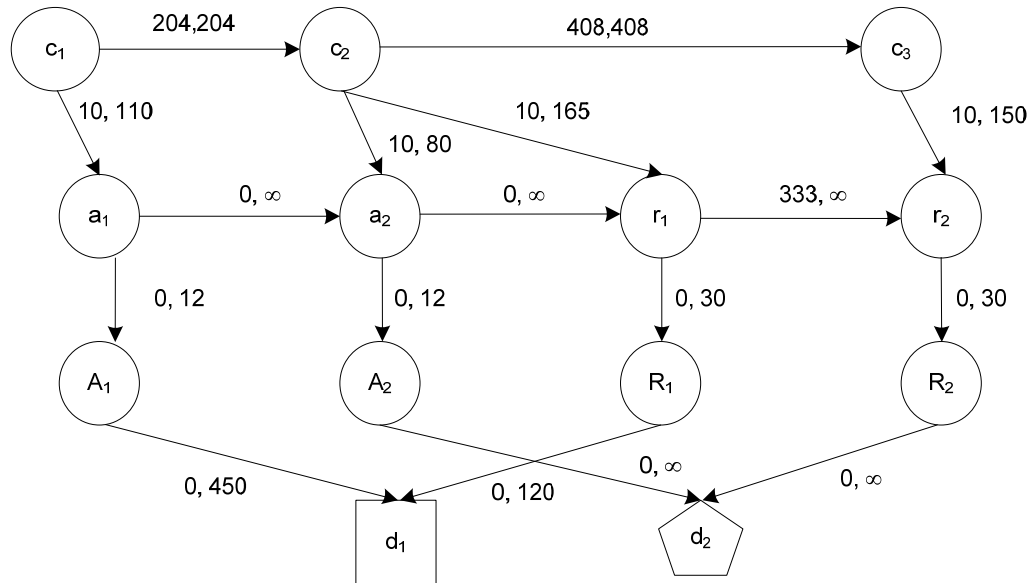 204,204
408,408
c1
c2
c3
10, 110
10, 80
10, 165
10, 150
0, ∞
0, ∞
333, ∞
a1
a2
r1
r2
0, 12
0, 12
0, 30
0, 30
A1
A2
R1
R2
0, 450
0, 120
0, ∞
0, ∞
d1
d2